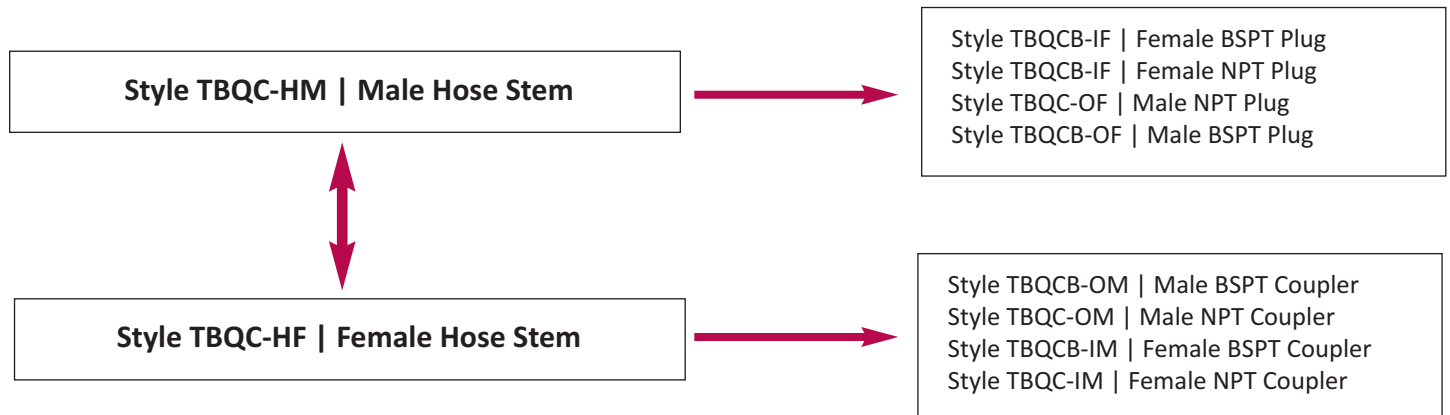 Style TBQC-HM | Male Hose Stem
Style TBQCB-IF | Female BSPT Plug
Style TBQCB-IF | Female NPT Plug
Style TBQC-OF | Male NPT Plug
Style TBQCB-OF | Male BSPT Plug
Style TBQC-HF | Female Hose Stem
Style TBQCB-OM | Male BSPT Coupler
Style TBQC-OM | Male NPT Coupler
Style TBQCB-IM | Female BSPT Coupler
Style TBQC-IM | Female NPT Coupler